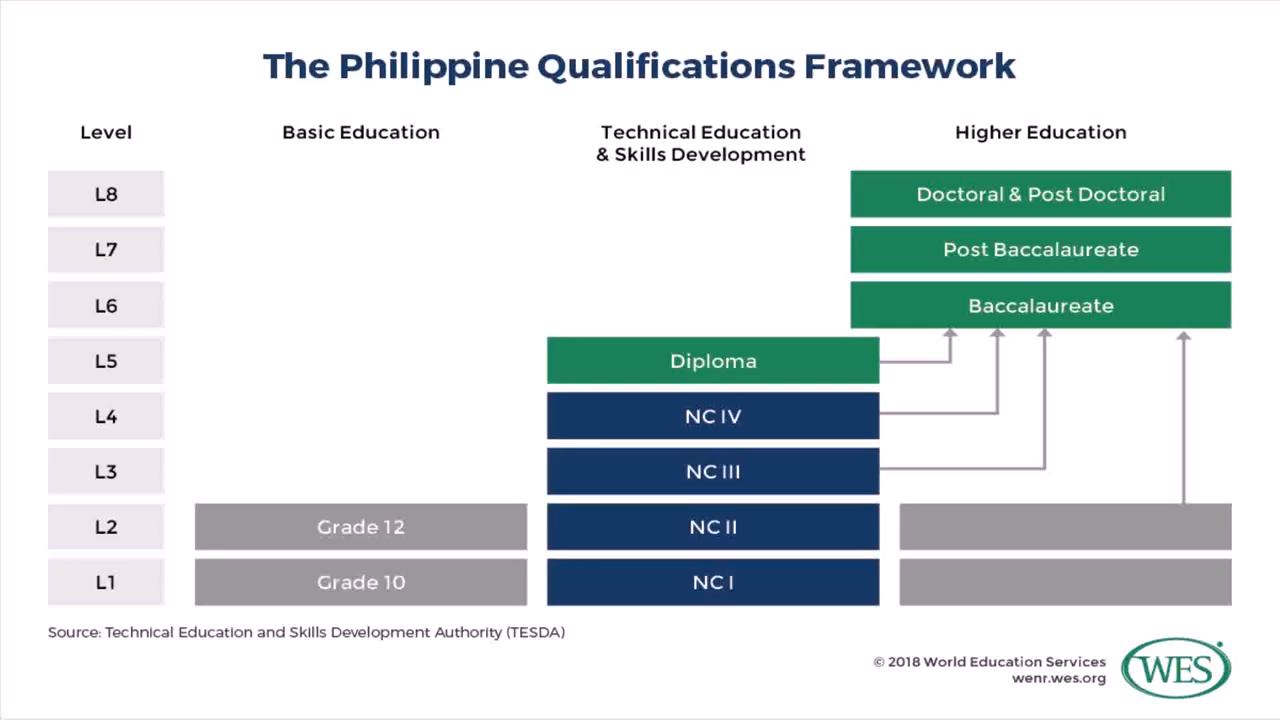 The Philippine Qualifications Framework
Level
Basic Education
Technical Education
& Skills Development
Higher Education
L8
Doctoral & Post Doctoral
L7
Post Baccalaureate
L6
Baccalaureate
L5
Diploma
L4
NC IV
L3
NC III
L2
Grade 12
NC II
L1
Grade 10
NC I
Source: Technical Education and Skills Development Authority (TESDA)
© 2018 World Education Services
wenr.wes.org
WES